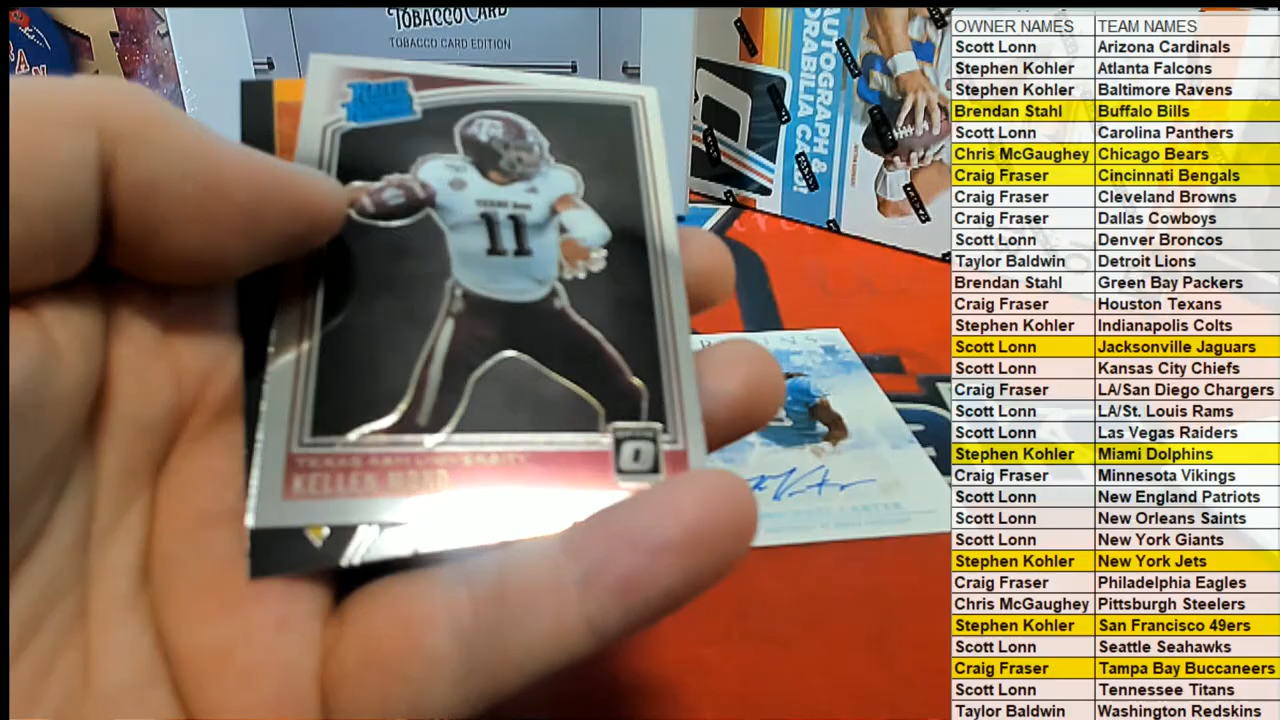 TOBACCO CARD
TOBACCO CARD EDITION
AUTOGRAPH &
11
O
OWNER NAMES TEAM NAMES
Scott Lonn Arizona Cardinals
Stephen Kohler Atlanta Falcons
Stephen Kohler Baltimore Ravens
Brendan Stahl Buffalo Bills
Scott Lonn Carolina Panthers
Chris McGaughey Chicago Bears
Craig Fraser Cincinnati Bengals
Craig Fraser Cleveland Browns
Craig Fraser Dallas Cowboys
Scott Lonn Denver Broncos
Taylor Baldwin Detroit Lions
Brendan Stahl Green Bay Packers
Craig Fraser Houston Texans
Stephen Kohler Indianapolis Colts
Scott Lonn Jacksonville Jaguars
Scott Lonn Kansas City Chiefs
Craig Fraser LA/San Diego Chargers
Scott Lonn LA/St. Louis Rams
Scott Lonn Las Vegas Raiders
Stephen Kohler Miami Dolphins
Craig Fraser Minnesota Vikings
Scott Lonn New England Patriots
Scott Lonn New Orleans Saints
Scott Lonn New York Giants
Stephen Kohler New York Jets
Craig Fraser Philadelphia Eagles
Chris McGaughey Pittsburgh Steelers
Stephen Kohler San Francisco 49ers
Scott Lonn Seattle Seahawks
Craig Fraser Tampa Bay Buccaneers
Scott Lonn Tennessee Titans
Taylor Baldwin Washington Redskins